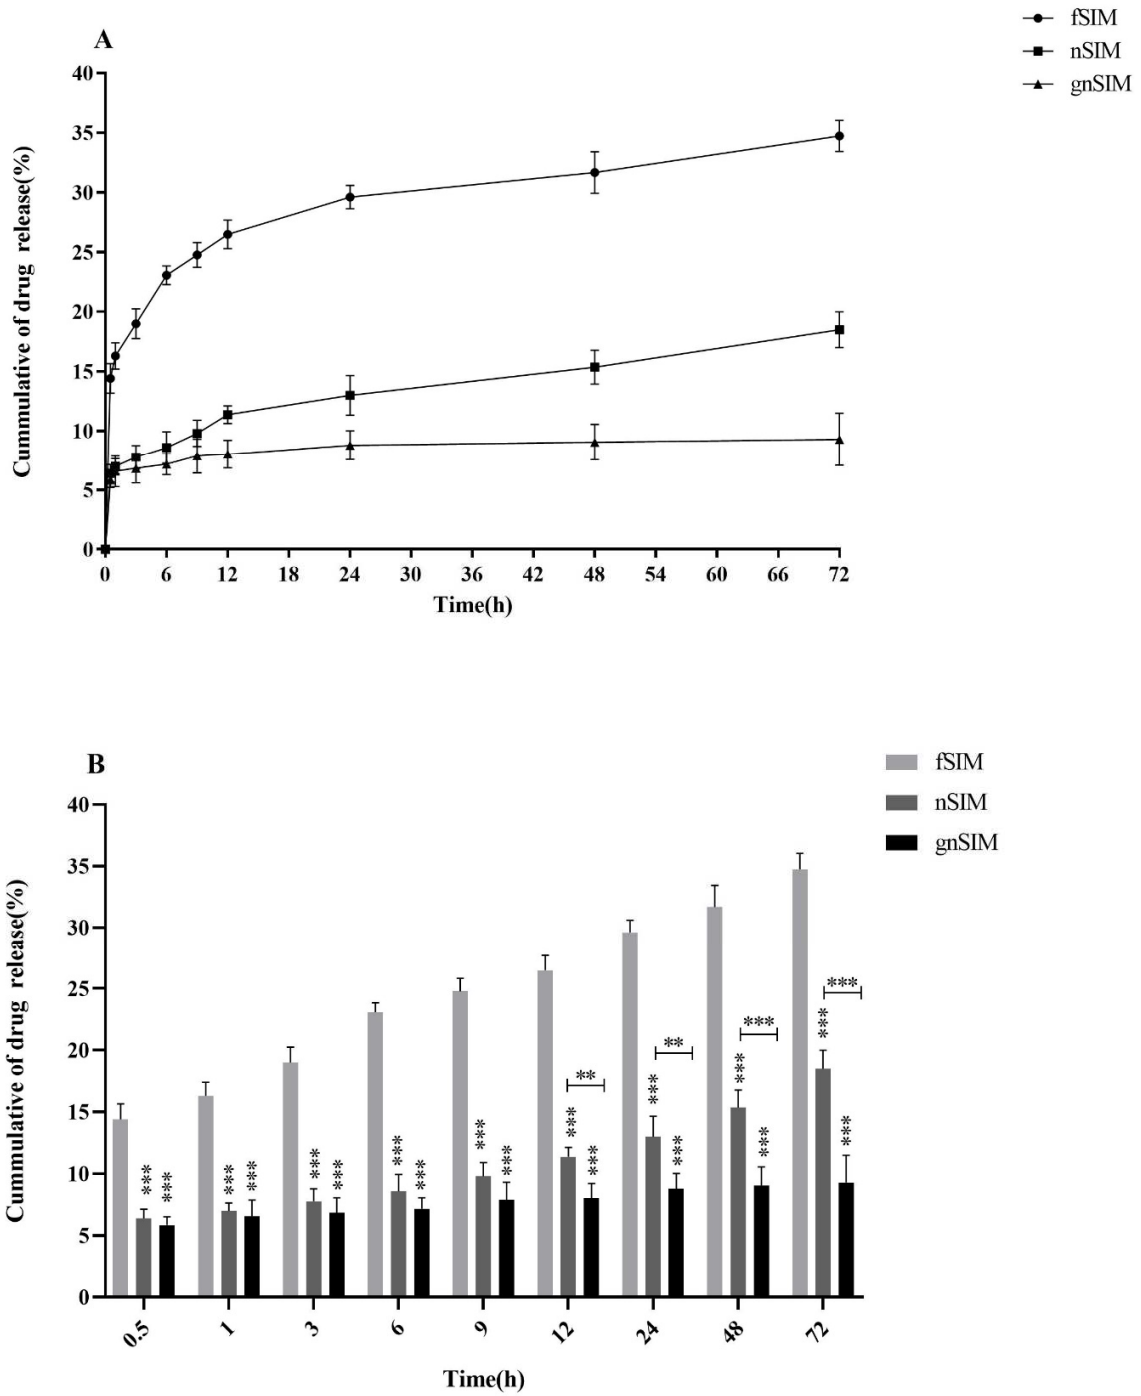 A
fSIM
nSIM
gnSIM
Cummulative of drug release(%)
40
35
30
25
20
15
10
5
0
0 6 12 18 24 30 36 42 48 54 60 66 72
Time(h)
B
fSIM
nSIM
gnSIM
Cummulative of drug release(%)
40
35
30
25
20
15
10
5
0
*** *** *** *** *** *** *** *** *** *** *** *** *** *** *** *** *** ***
** ** *** ***
0.5 1 3 6 9 12 24 48 72
Time(h)